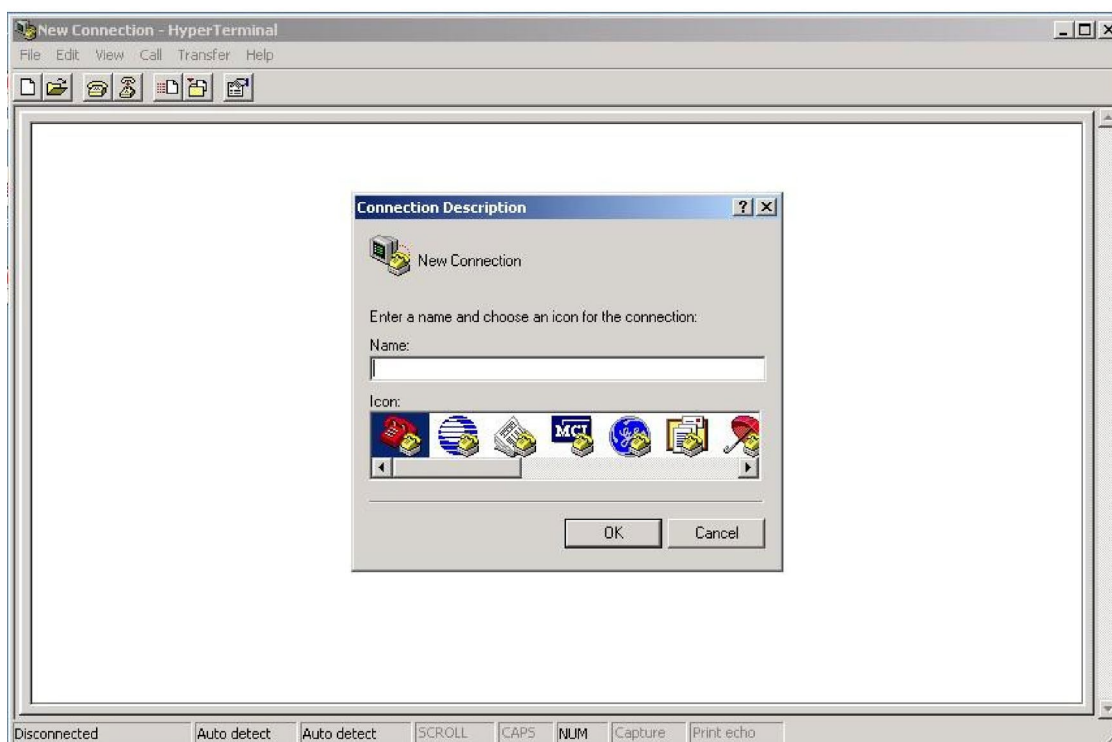 New Connection - HyperTerminal
File Edit View Call Transfer Help
Connection Description
New Connection
Enter a name and choose an icon for the connection:
Name:
Icon:
MCI
OK Cancel
Disconnected Auto detect Auto detect SCROLL CAPS NUM Capture Print echo